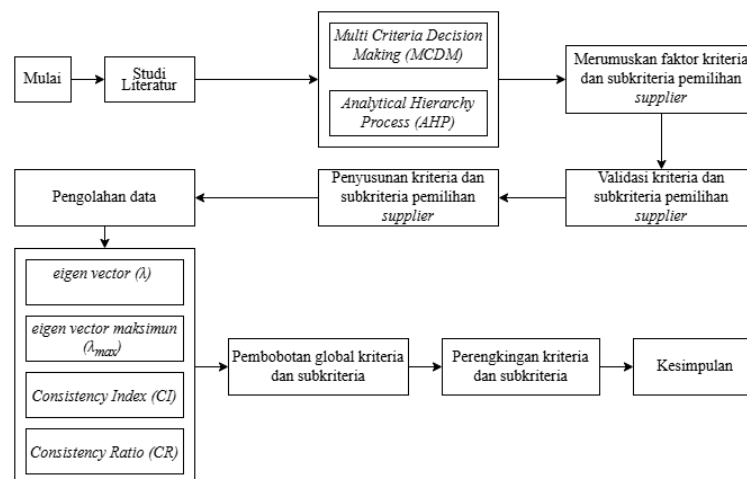 Mulai
Studi
Literatur
Multi Criteria Decision
Making (MCDM)
Analytical Hierarchy
Process (AHP)
Merumuskan faktor kriteria
dan subkriteria pemilihan
supplier
Validasi kriteria dan
subkriteria pemilihan
supplier
Penyusunan kriteria dan
subkriteria pemilihan
supplier
Pengolahan data
eigen vector (λ)
eigen vector maksimun
(λmax)
Consistency Index (CI)
Consistency Ratio (CR)
Pembobotan global kriteria
dan subkriteria
Perengkingan kriteria
dan subkriteria
Kesimpulan